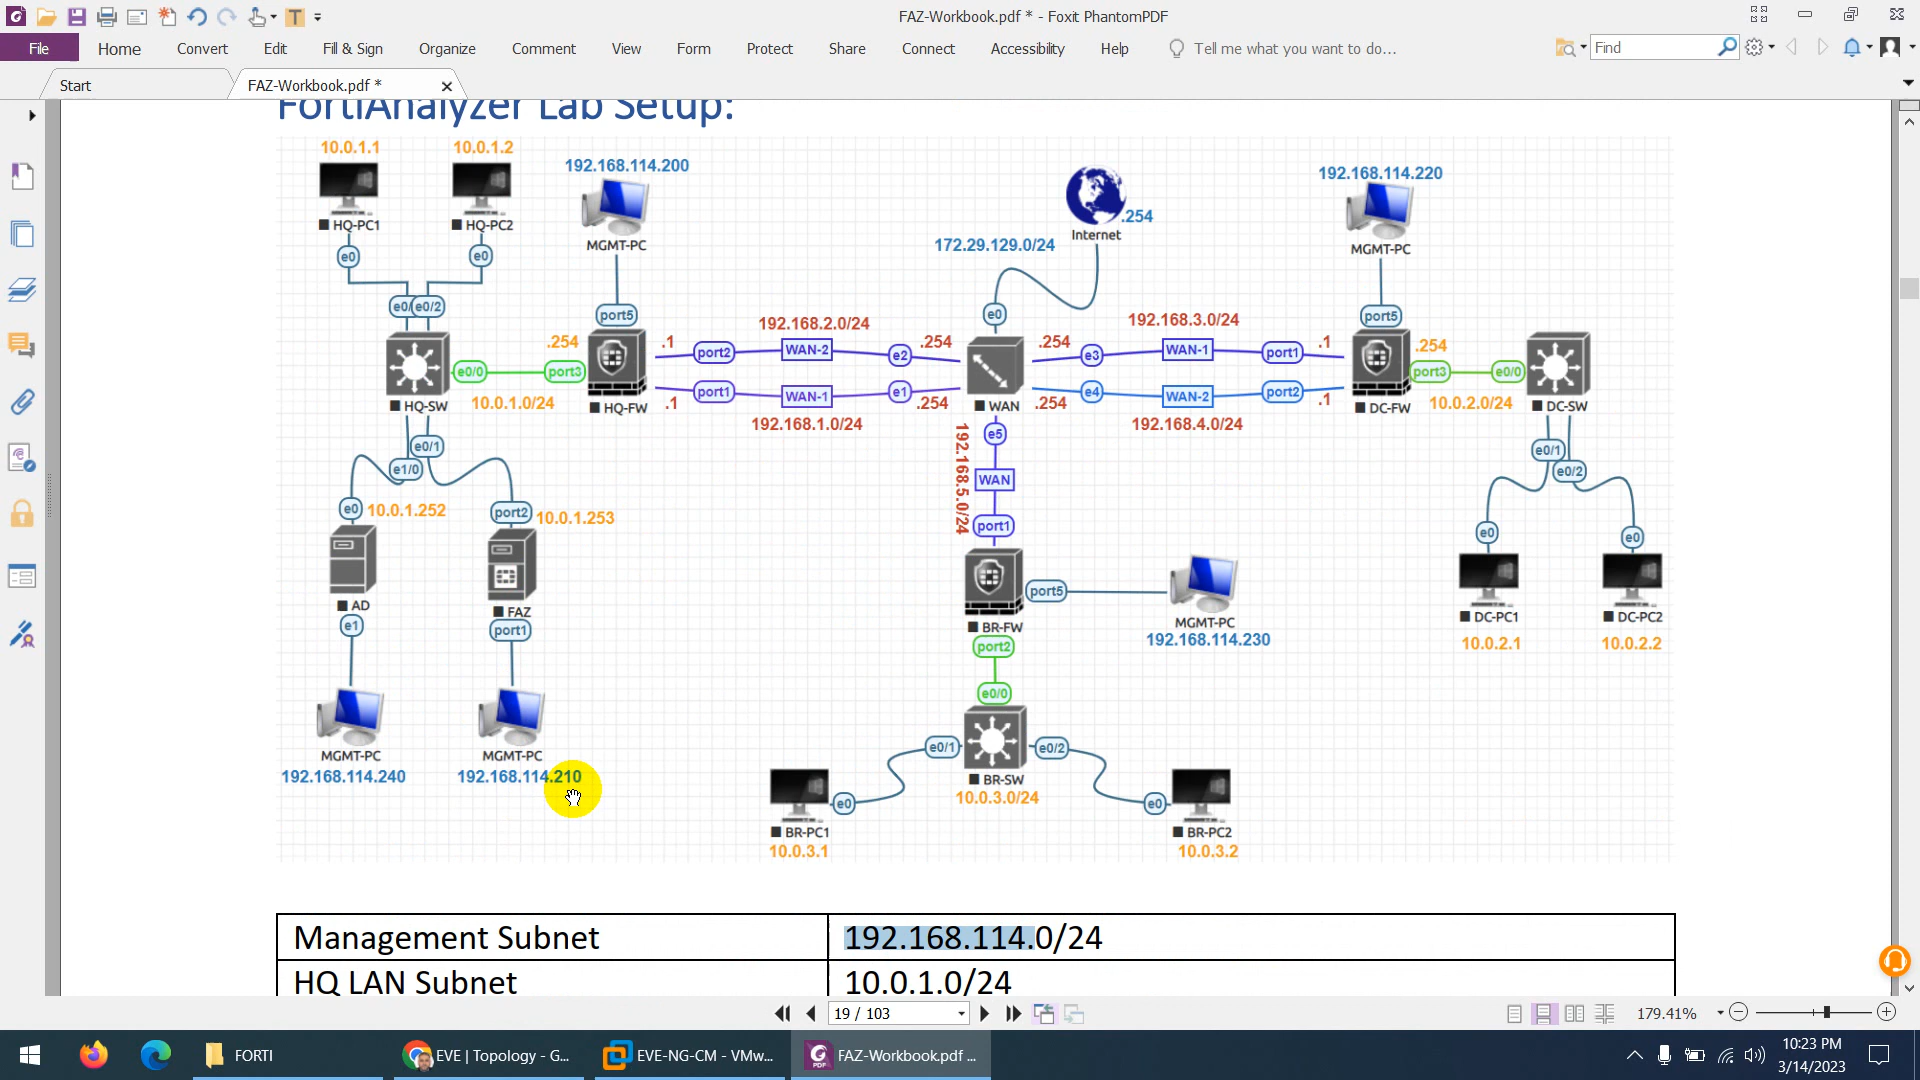 FAZ-Workbook.pdf * - Foxit PhantomPDF
File Home Convert Edit Fill & Sign Organize Comment View Form Protect Share Connect Accessibility Help Tell me what you want to do... Find
Start FAZ-Workbook.pdf *
FortiAnalyzer Lab Setup:
10.0.1.1 10.0.1.2
192.168.114.200 192.168.114.220
HQ-PC1 HQ-PC2 MGMT-PC
.254
Internet
172.29.129.0/24
MGMT-PC
e0 e0
e0/ e0/2 port5 e0 port5
192.168.2.0/24 192.168.3.0/24
.254 .1 port2 WAN-2 e2 .254 .254 e3 WAN-1 port1 .1 .254
e0/0 port3 port3 e0/0
.1 port1 WAN-1 e1 .254 .254 e4 WAN-2 port2 .1
HQ-SW 10.0.1.0/24 HQ-FW WAN DC-FW 10.0.2.0/24 DC-SW
192.168.1.0/24 192.168.4.0/24
e0/1 e5 e0/1
e1/0 e0/2
192.168.5.0/24
WAN
e0 10.0.1.252 port2 10.0.1.253 port1
e0 e0
port5
AD FAZ BR-FW MGMT-PC DC-PC1 DC-PC2
192.168.114.230 10.0.2.1 10.0.2.2
e1 port1 port2
e0/0
MGMT-PC MGMT-PC e0/1 e0/2
192.168.114.240 192.168.114.210 BR-SW
10.0.3.0/24
e0 e0
BR-PC1 BR-PC2
10.0.3.1 10.0.3.2
Management Subnet 192.168.114.0/24
HQ LAN Subnet 10.0.1.0/24
19 / 103 179.41%
FORTI EVE | Topology - G... EVE-NG-CM - VMw... FAZ-Workbook.pdf ... 10:23 PM
3/14/2023